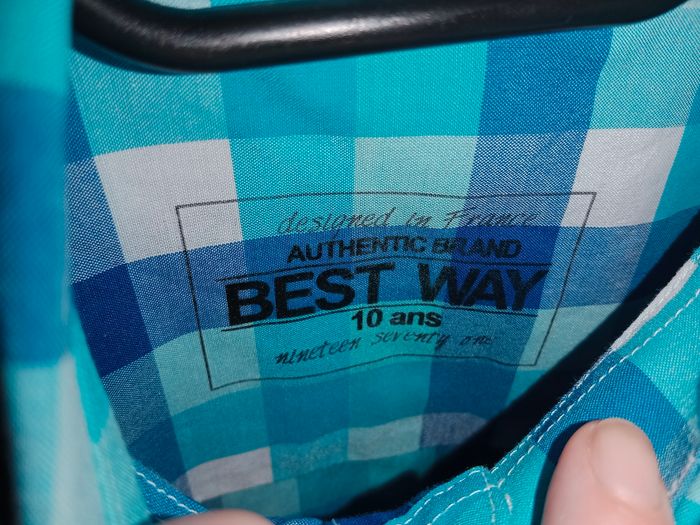 designed in France
AUTHENTIC BRAND
BEST WAY
10 ans
nineteen seventy one